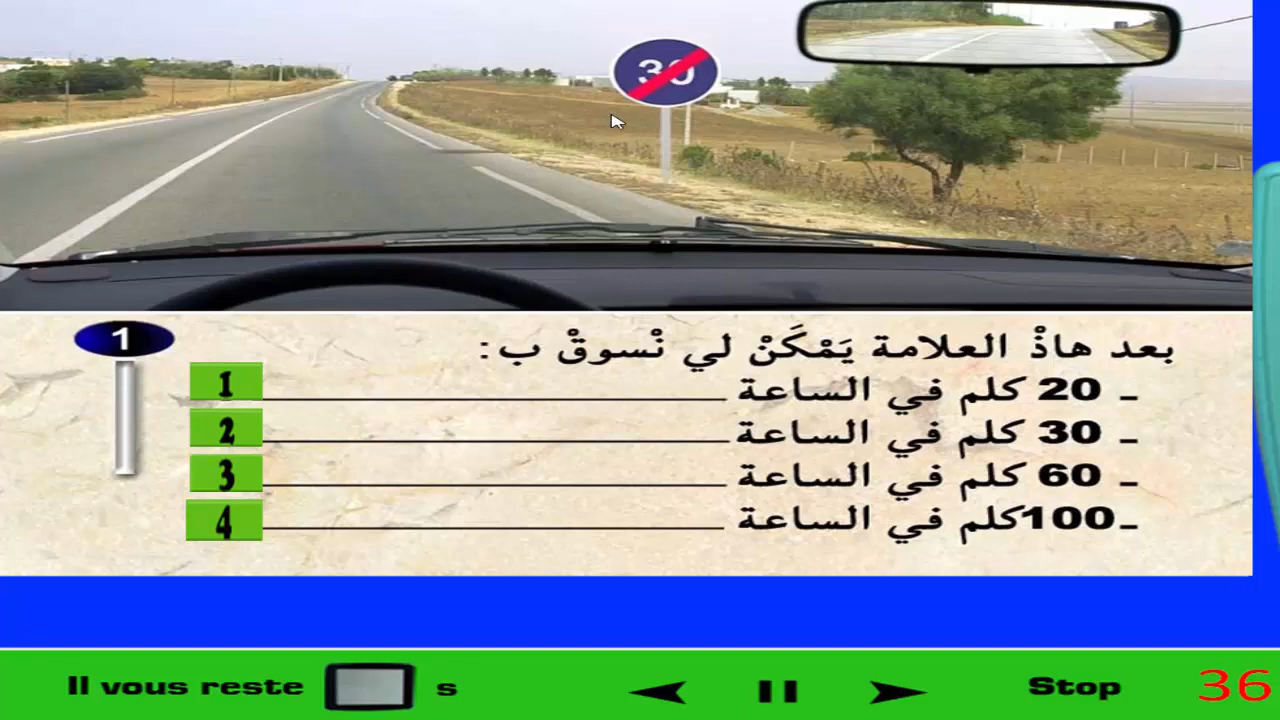 30
1
بعد هاذْ العلامة يَمْكَنْ لي نْسوقْ ب:
ـ 20 كلم في الساعة 1
ـ 30 كلم في الساعة 2
ـ 60 كلم في الساعة 3
ـ 100كلم في الساعة 4
Il vous reste s
Stop
36